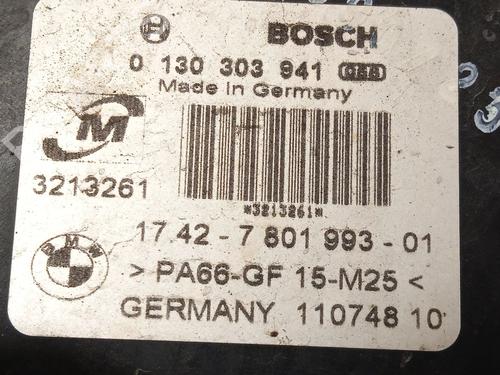 BOSCH
0 130 303 941
Made in Germany
M
3213261
*3213261*
17.42-7 801 993-01
BMW
> PA66-GF 15-M25 <
GERMANY 110748 10